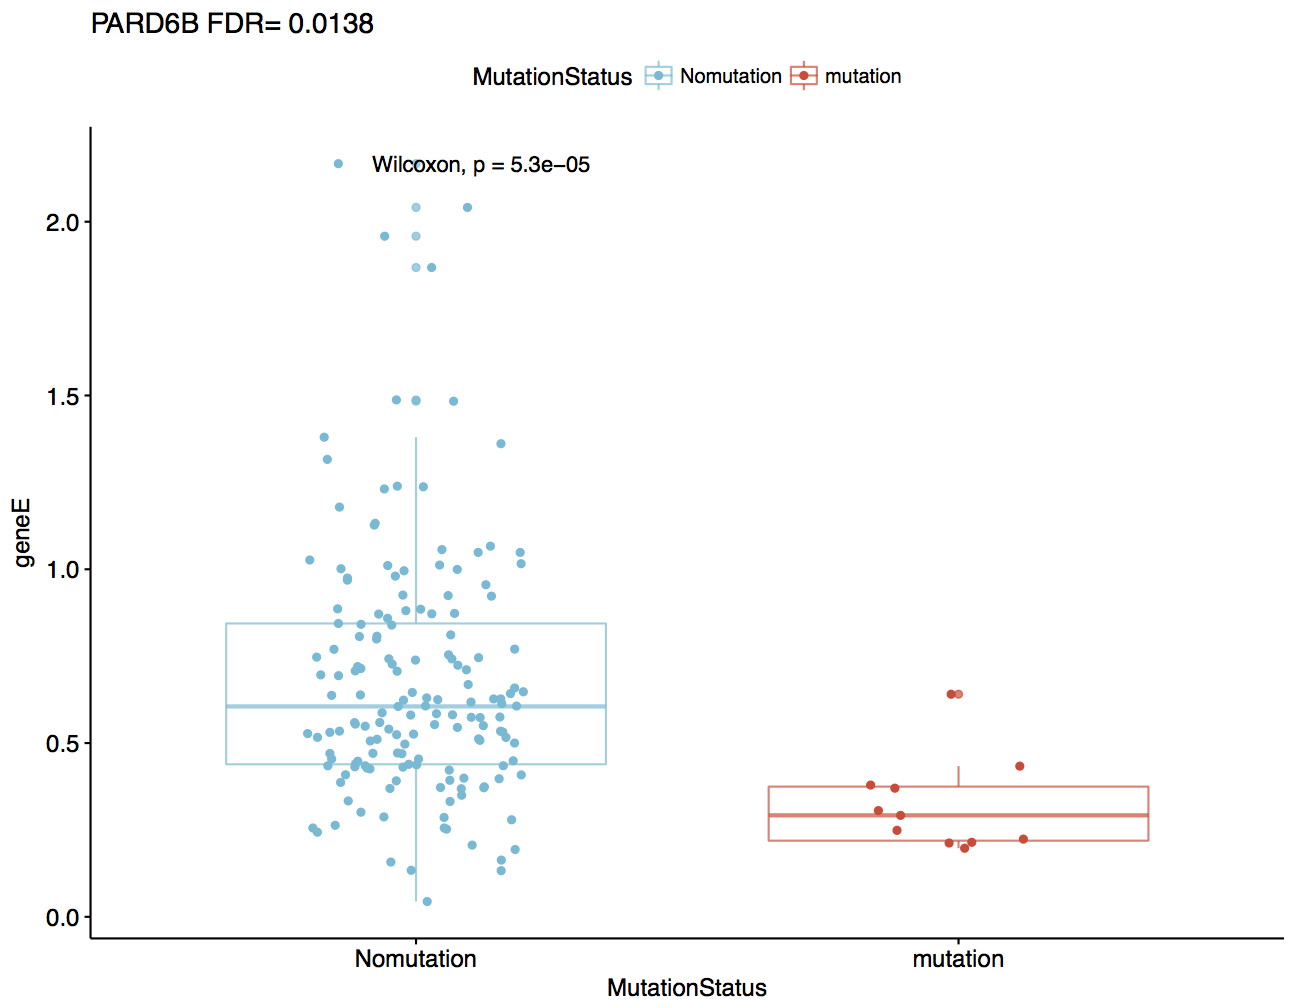 PARD6B FDR= 0.0138
MutationStatus Nomutation mutation
Wilcoxon, p = 5.3e−05
2.0
1.5
1.0
0.5
0.0
geneE
Nomutation mutation
MutationStatus